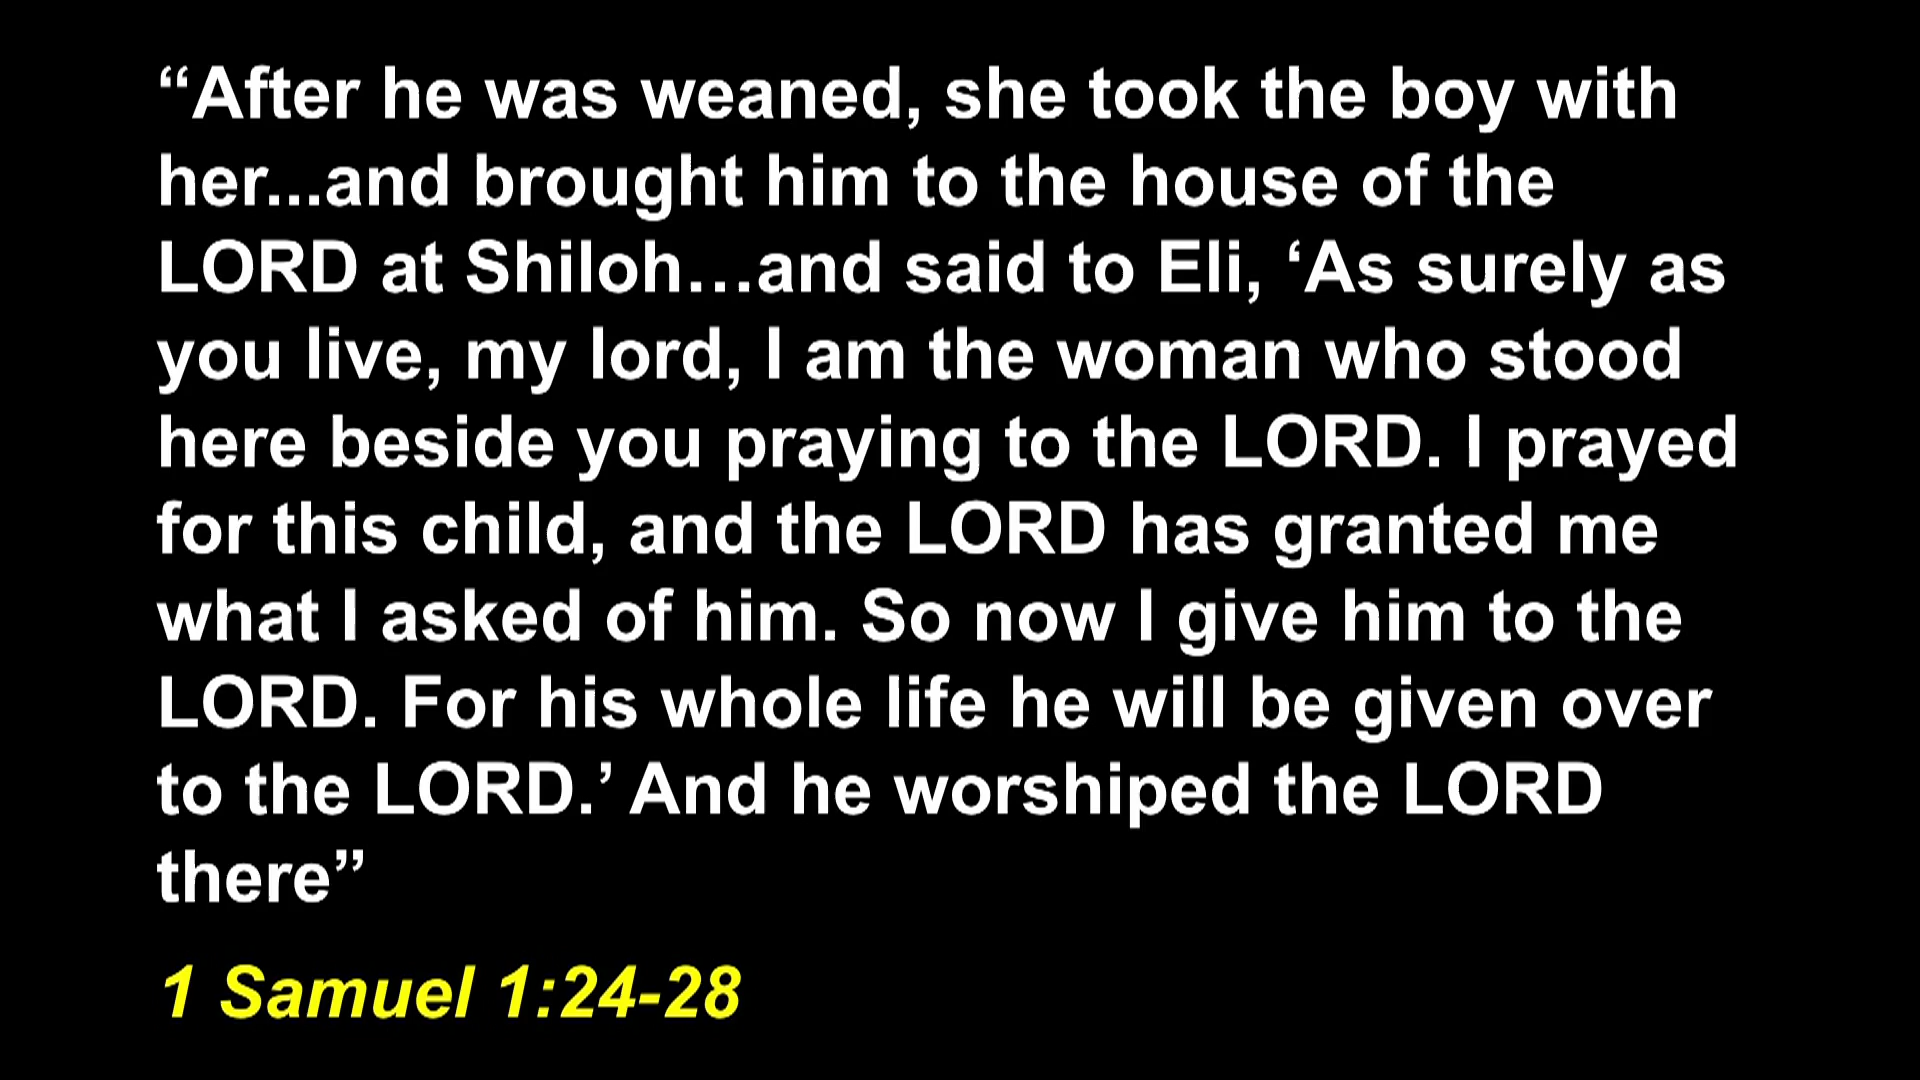 “After he was weaned, she took the boy with
her...and brought him to the house of the
LORD at Shiloh…and said to Eli, ‘As surely as
you live, my lord, I am the woman who stood
here beside you praying to the LORD. I prayed
for this child, and the LORD has granted me
what I asked of him. So now I give him to the
LORD. For his whole life he will be given over
to the LORD.’ And he worshiped the LORD
there”
1 Samuel 1:24-28